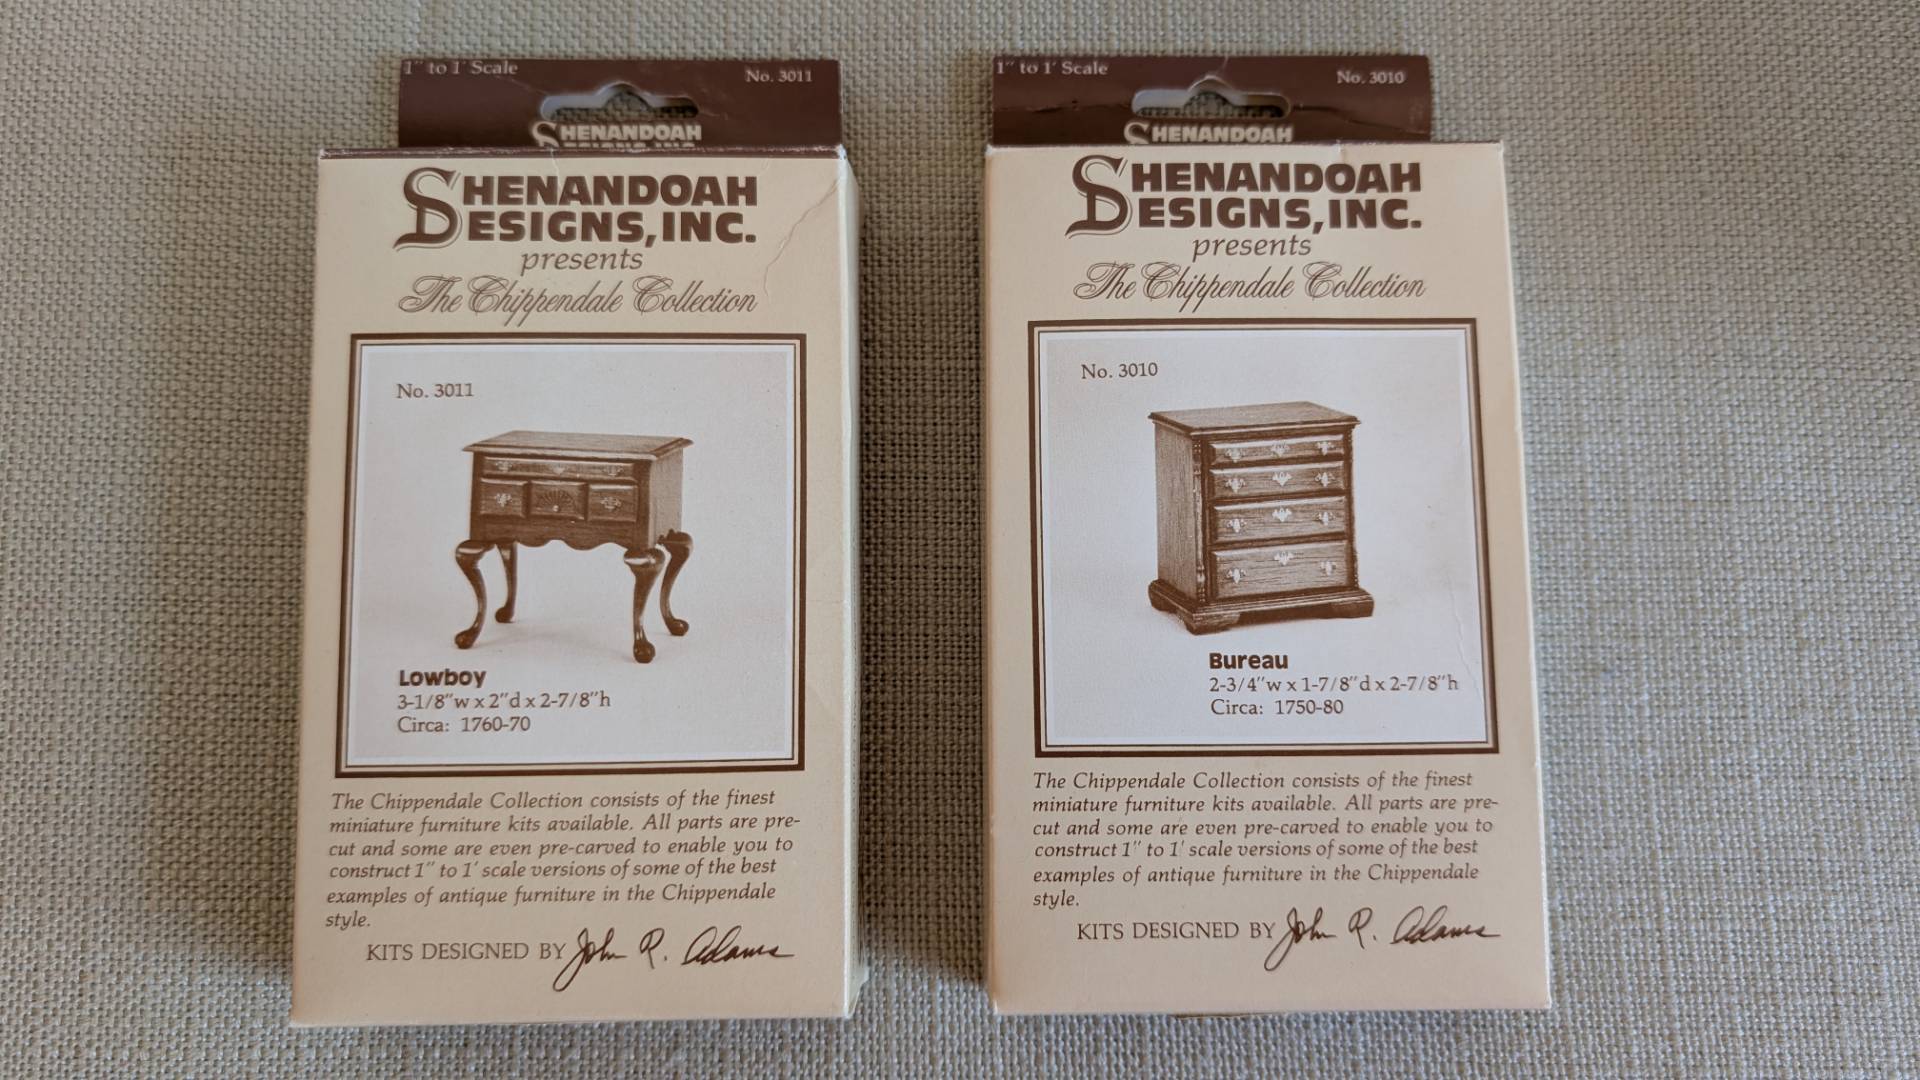 1" to 1' Scale
No. 3011
SHENANDOAH
DESIGNS, INC.
SHENANDOAH
DESIGNS, INC.
presents
The Chippendale Collection
No. 3011
Lowboy
3-1/8"w x 2"d x 2-7/8"h
Circa: 1760-70
The Chippendale Collection consists of the finest
miniature furniture kits available. All parts are pre-
cut and some are even pre-carved to enable you to
construct 1" to 1' scale versions of some of the best
examples of antique furniture in the Chippendale
style.
KITS DESIGNED BY John R. Adams
1" to 1' Scale
No. 3010
SHENANDOAH
SHENANDOAH
DESIGNS, INC.
presents
The Chippendale Collection
No. 3010
Bureau
2-3/4"w x 1-7/8"d x 2-7/8"h
Circa: 1750-80
The Chippendale Collection consists of the finest
miniature furniture kits available. All parts are pre-
cut and some are even pre-carved to enable you to
construct 1" to 1' scale versions of some of the best
examples of antique furniture in the Chippendale
style.
KITS DESIGNED BY John R. Adams